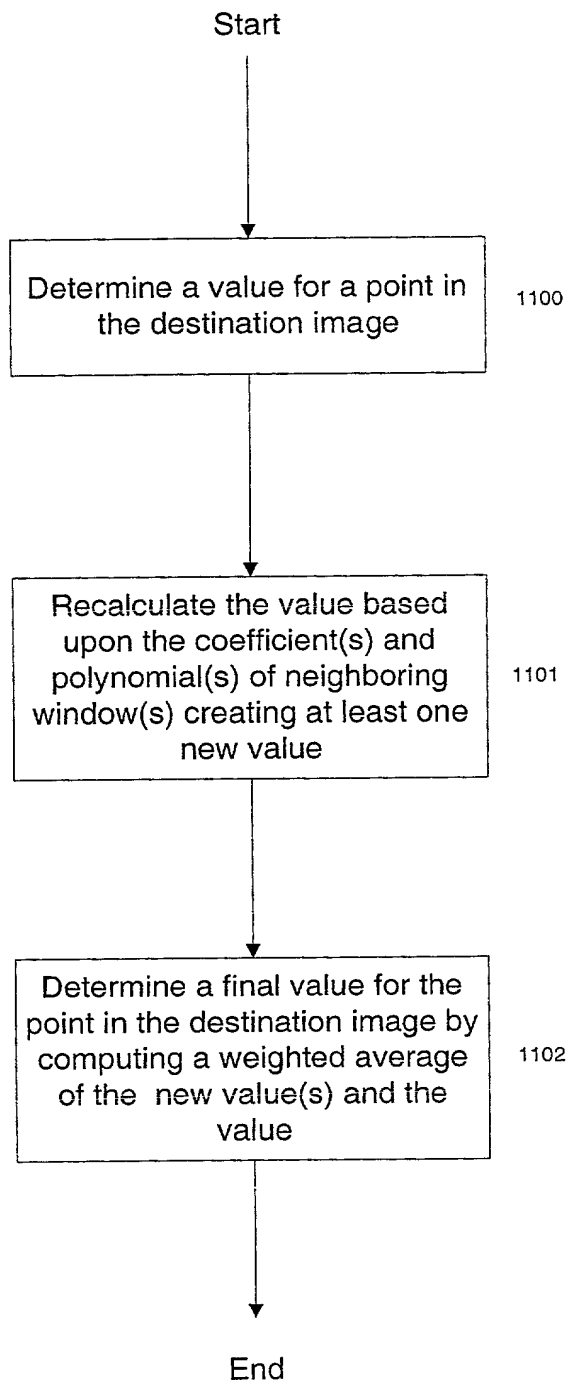 Start
Determine a value for a point in
the destination image
1100
Recalculate the value based
upon the coefficient(s) and
polynomial(s) of neighboring
window(s) creating at least one
new value
1101
Determine a final value for the
point in the destination image by
computing a weighted average
of the new value(s) and the
value
1102
End